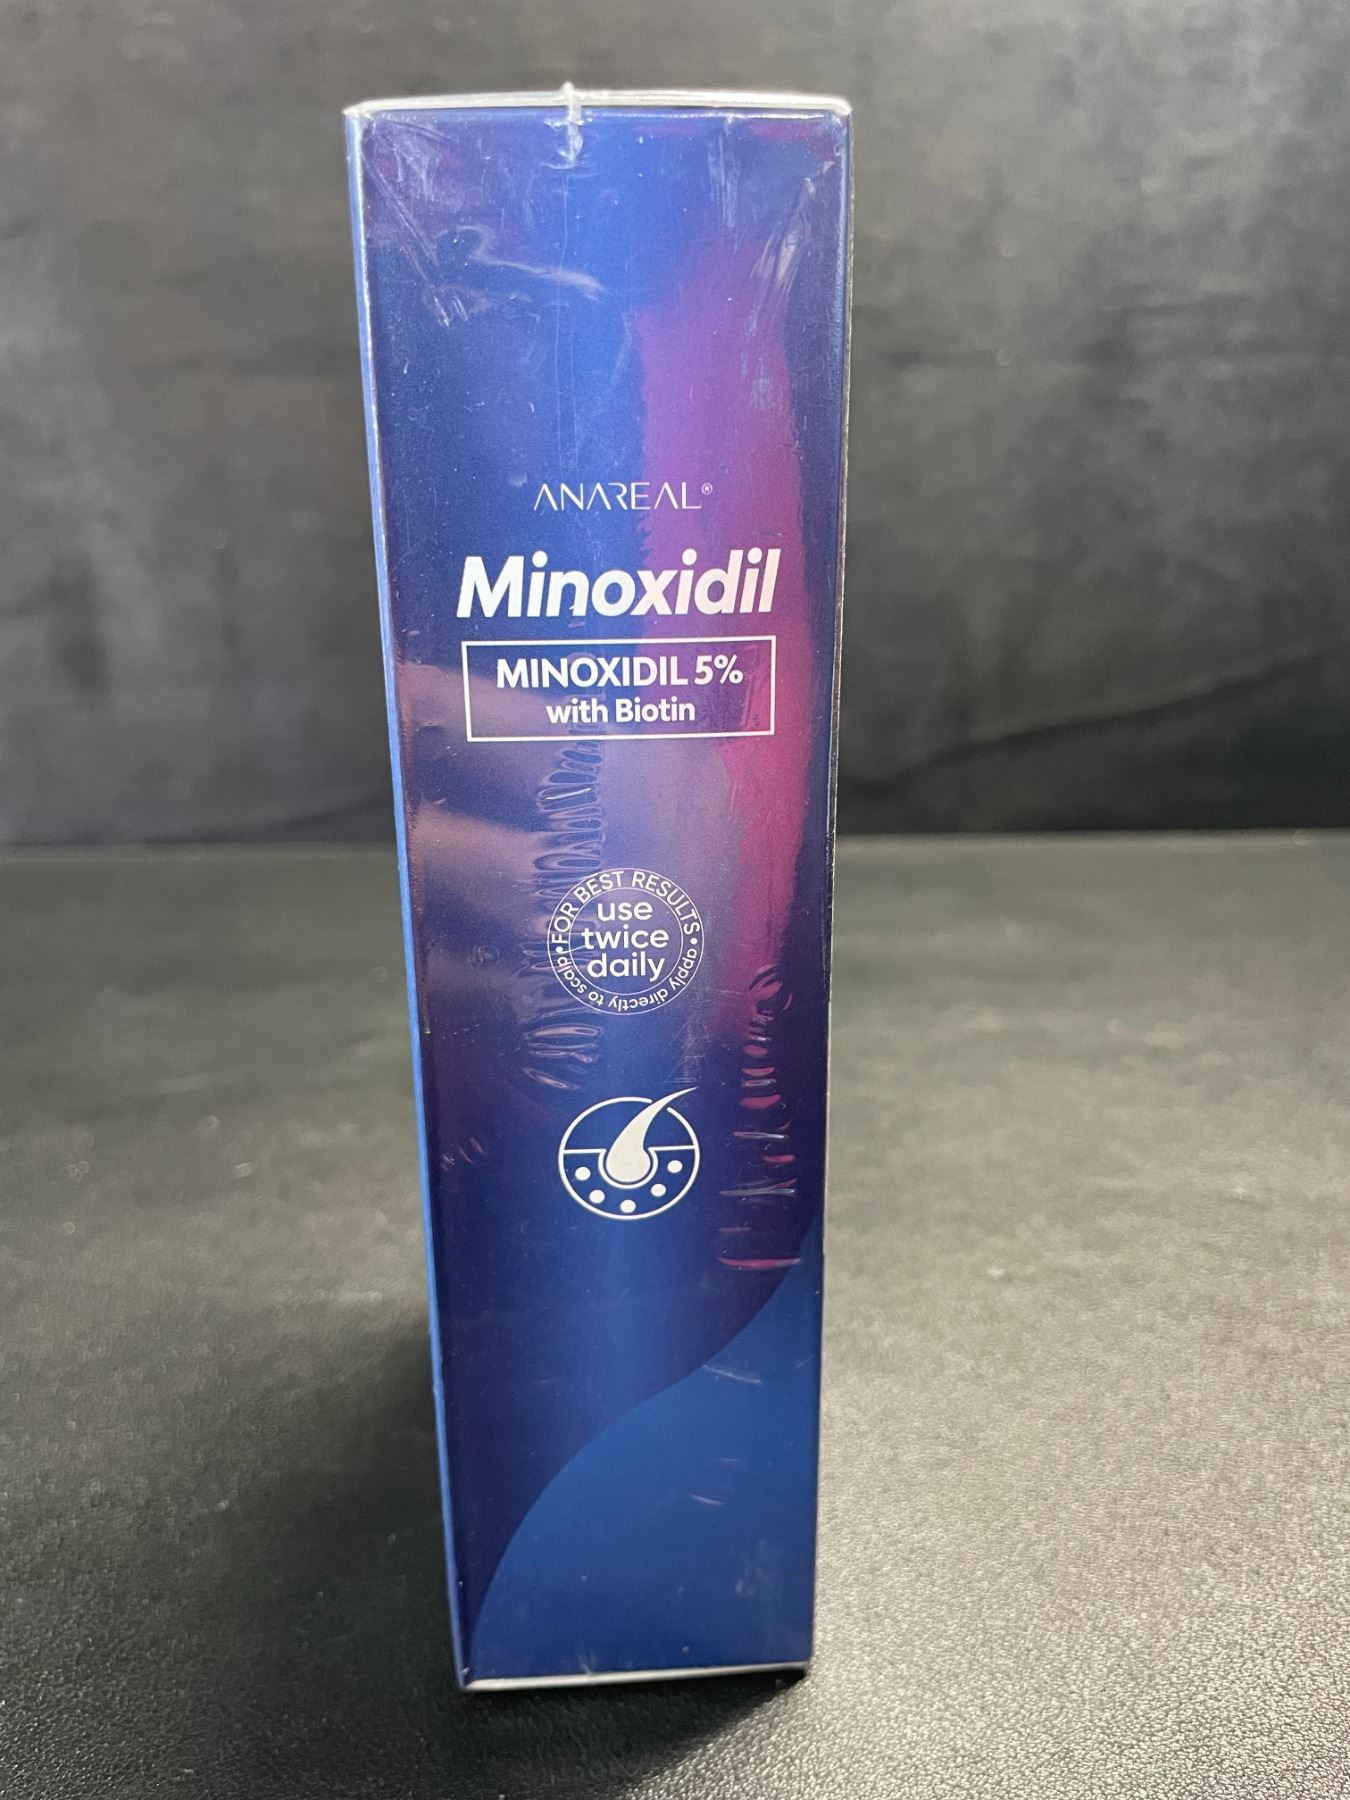 ANAREAL®
Minoxidil
MINOXIDIL 5%
with Biotin
FOR BEST RESULTS
use
twice
daily
• apply directly to scalp •